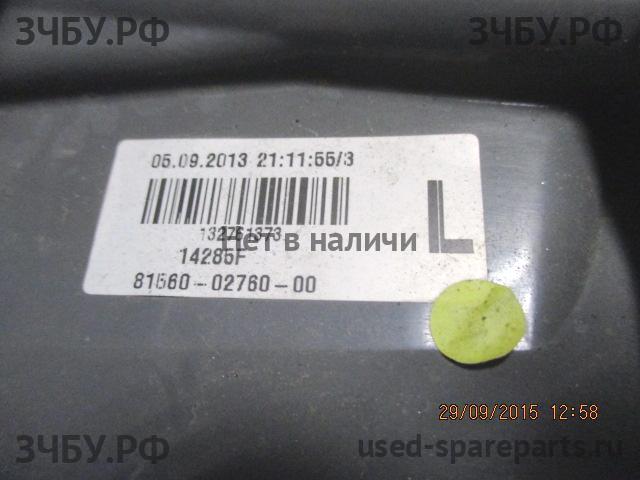 ЗЧБУ.РФ
ЗЧБУ.РФ
05.09.2013 21:11:55/3
132761373
Нет в наличи
L
14285F
81560-02760-00
29/09/2015 12:58
ЗЧБУ.РФ
used-spareparts.ru